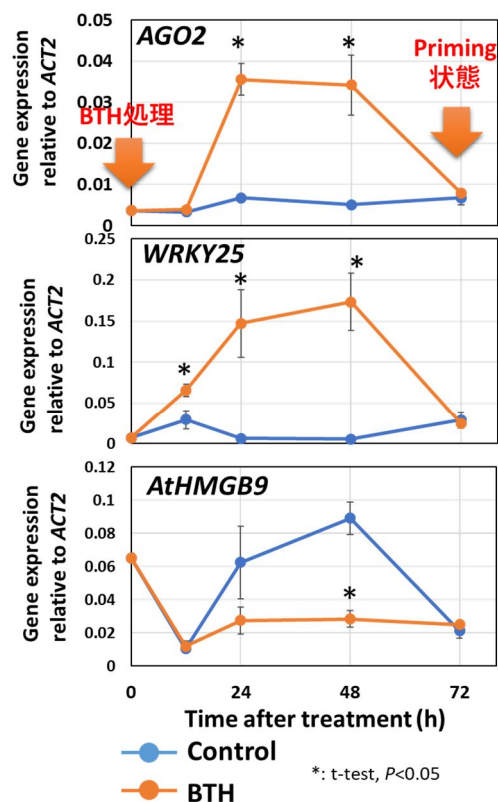 AGO2
Gene expression
relative to ACT2
0.05
0.04
0.03
0.02
0.01
0
*
*
BTH処理
Priming
状態
WRKY25
Gene expression
relative to ACT2
0.25
0.2
0.15
0.1
0.05
0
*
*
*
AtHMGB9
Gene expression
relative to ACT2
0.12
0.1
0.08
0.06
0.04
0.02
0
*
0
24
48
72
Time after treatment (h)
Control
BTH
*: t-test, P<0.05